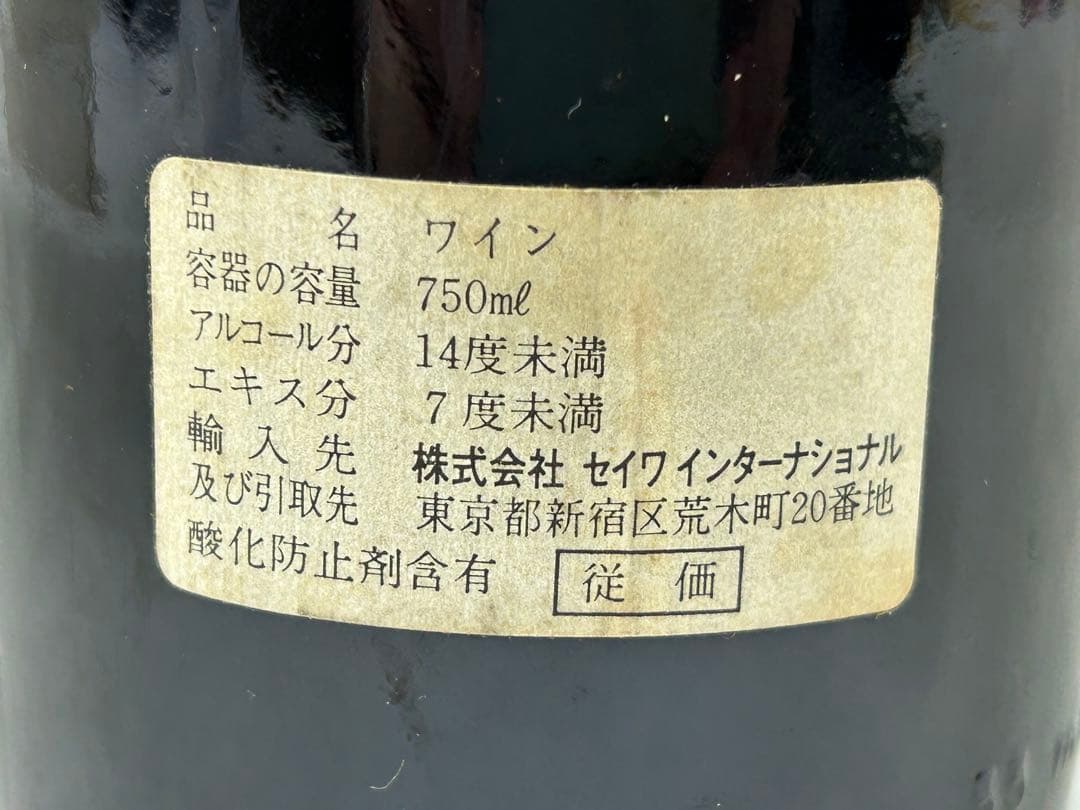 品名 ワイン
容器の容量 750mℓ
アルコール分 14度未満
エキス分 7度未満
輸入先 株式会社 セイワインターナショナル
及び引取先 東京都新宿区荒木町20番地
酸化防止剤含有 従価